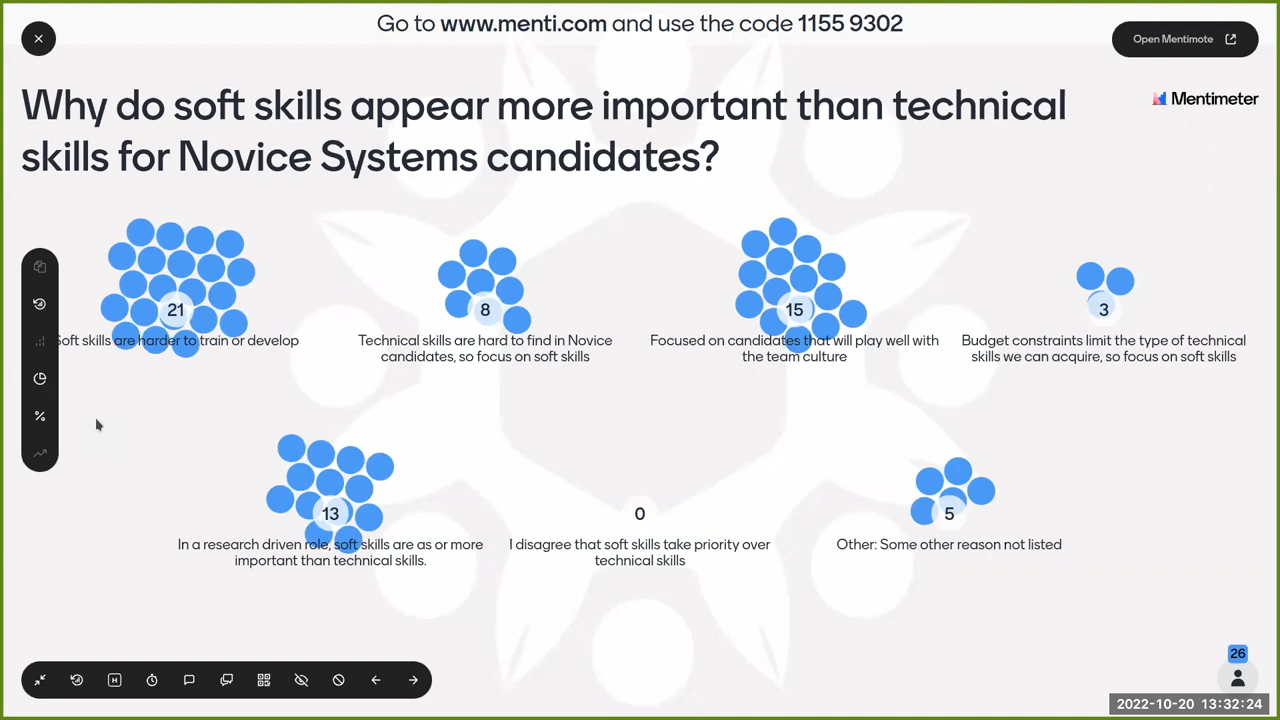 Go to www.menti.com and use the code 1155 9302
Open Mentimote
Why do soft skills appear more important than technical
skills for Novice Systems candidates?
Mentimeter
21
Soft skills are harder to train or develop
8
Technical skills are hard to find in Novice
candidates, so focus on soft skills
15
Focused on candidates that will play well with
the team culture
3
Budget constraints limit the type of technical
skills we can acquire, so focus on soft skills
13
In a research driven role, soft skills are as or more
important than technical skills.
0
I disagree that soft skills take priority over
technical skills
5
Other: Some other reason not listed
H
26
2022-10-20 13:32:24